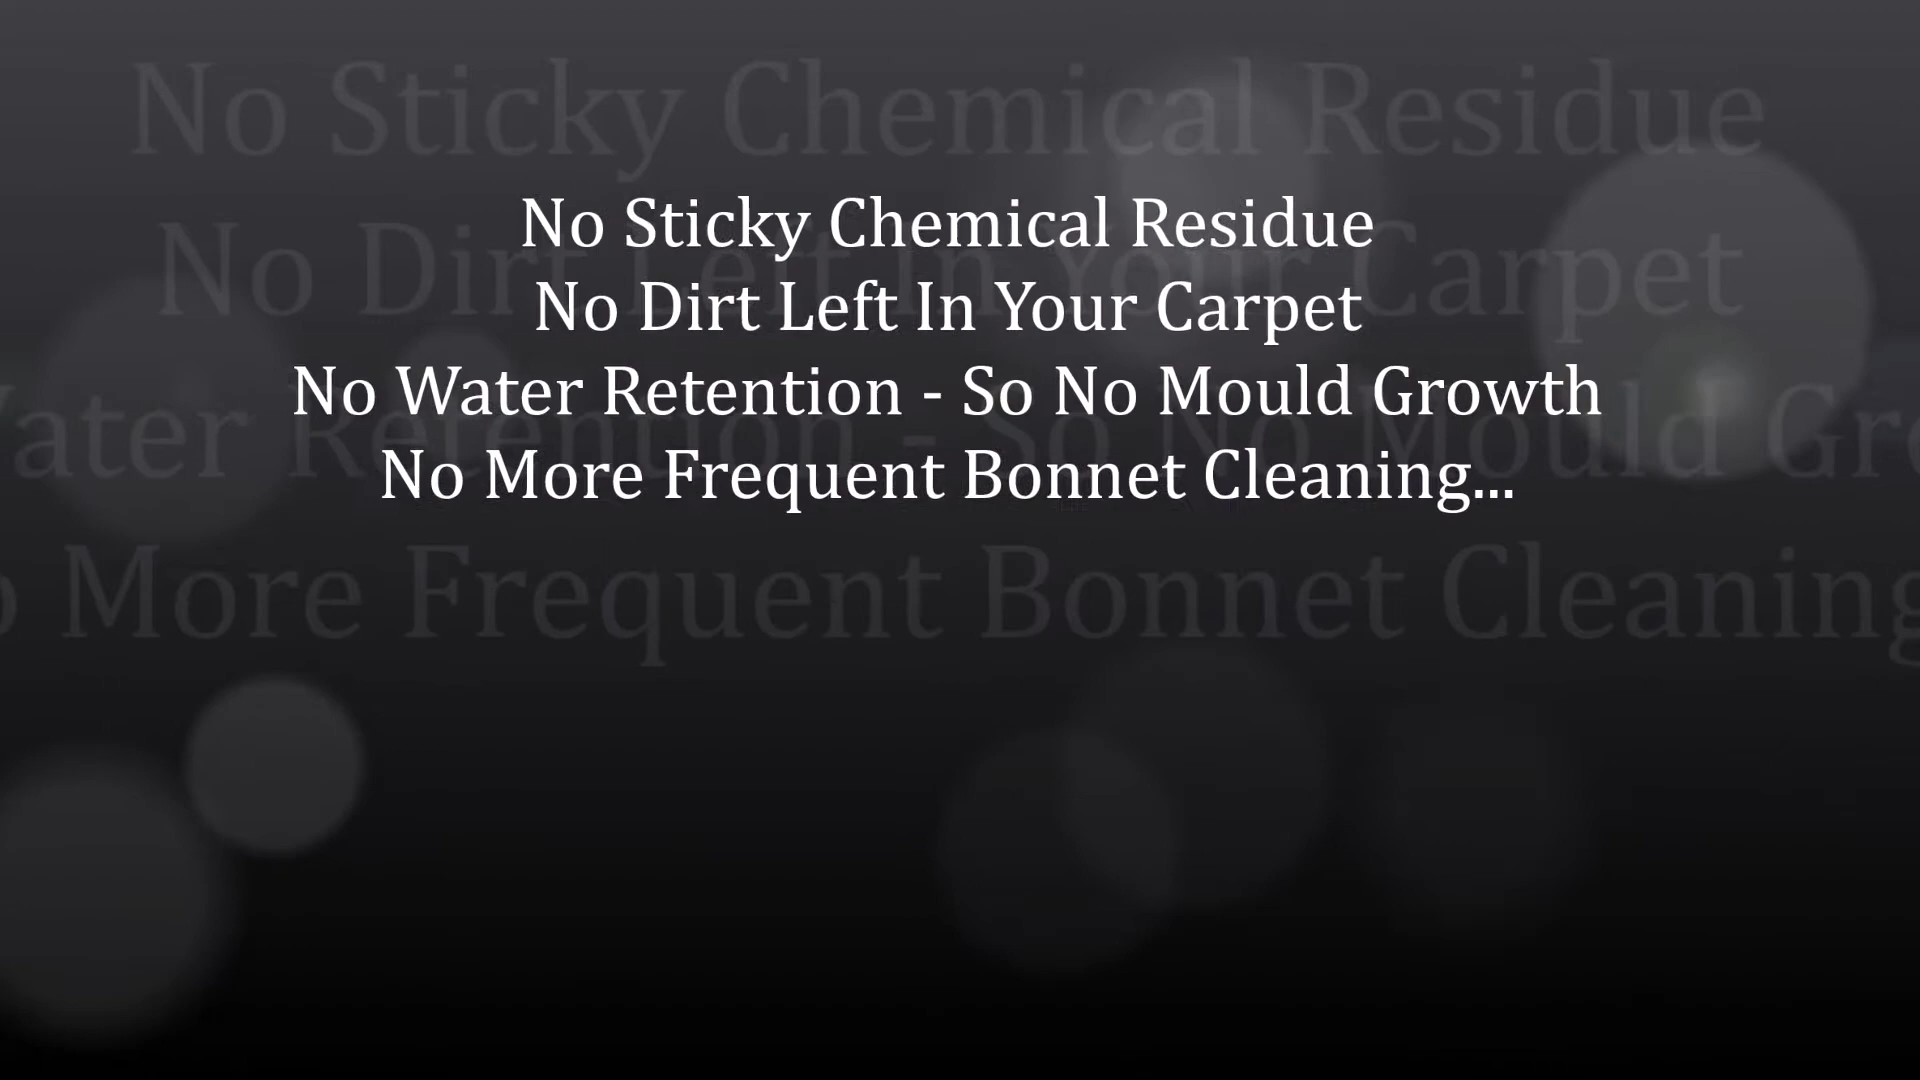 No Sticky Chemical Residue
No Dirt Left In Your Carpet
No Water Retention - So No Mould Growth
No More Frequent Bonnet Cleaning...